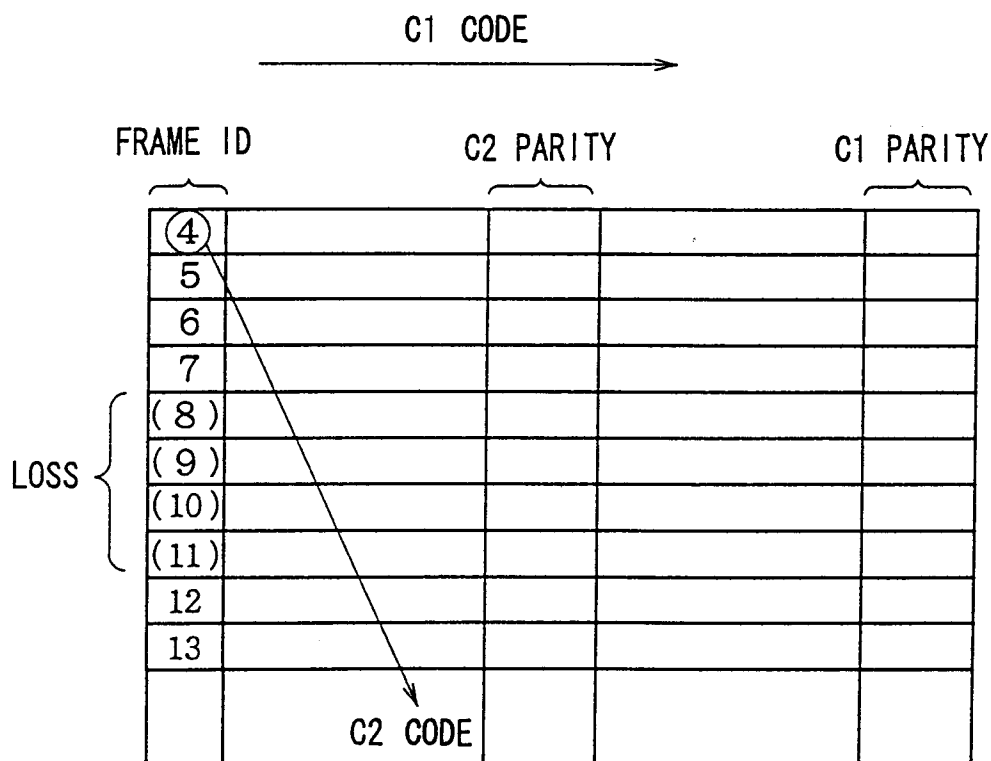 C1 CODE
FRAME ID
C2 PARITY
C1 PARITY
④
5
6
7
(8)
(9)
(10)
(11)
LOSS
12
13
C2 CODE